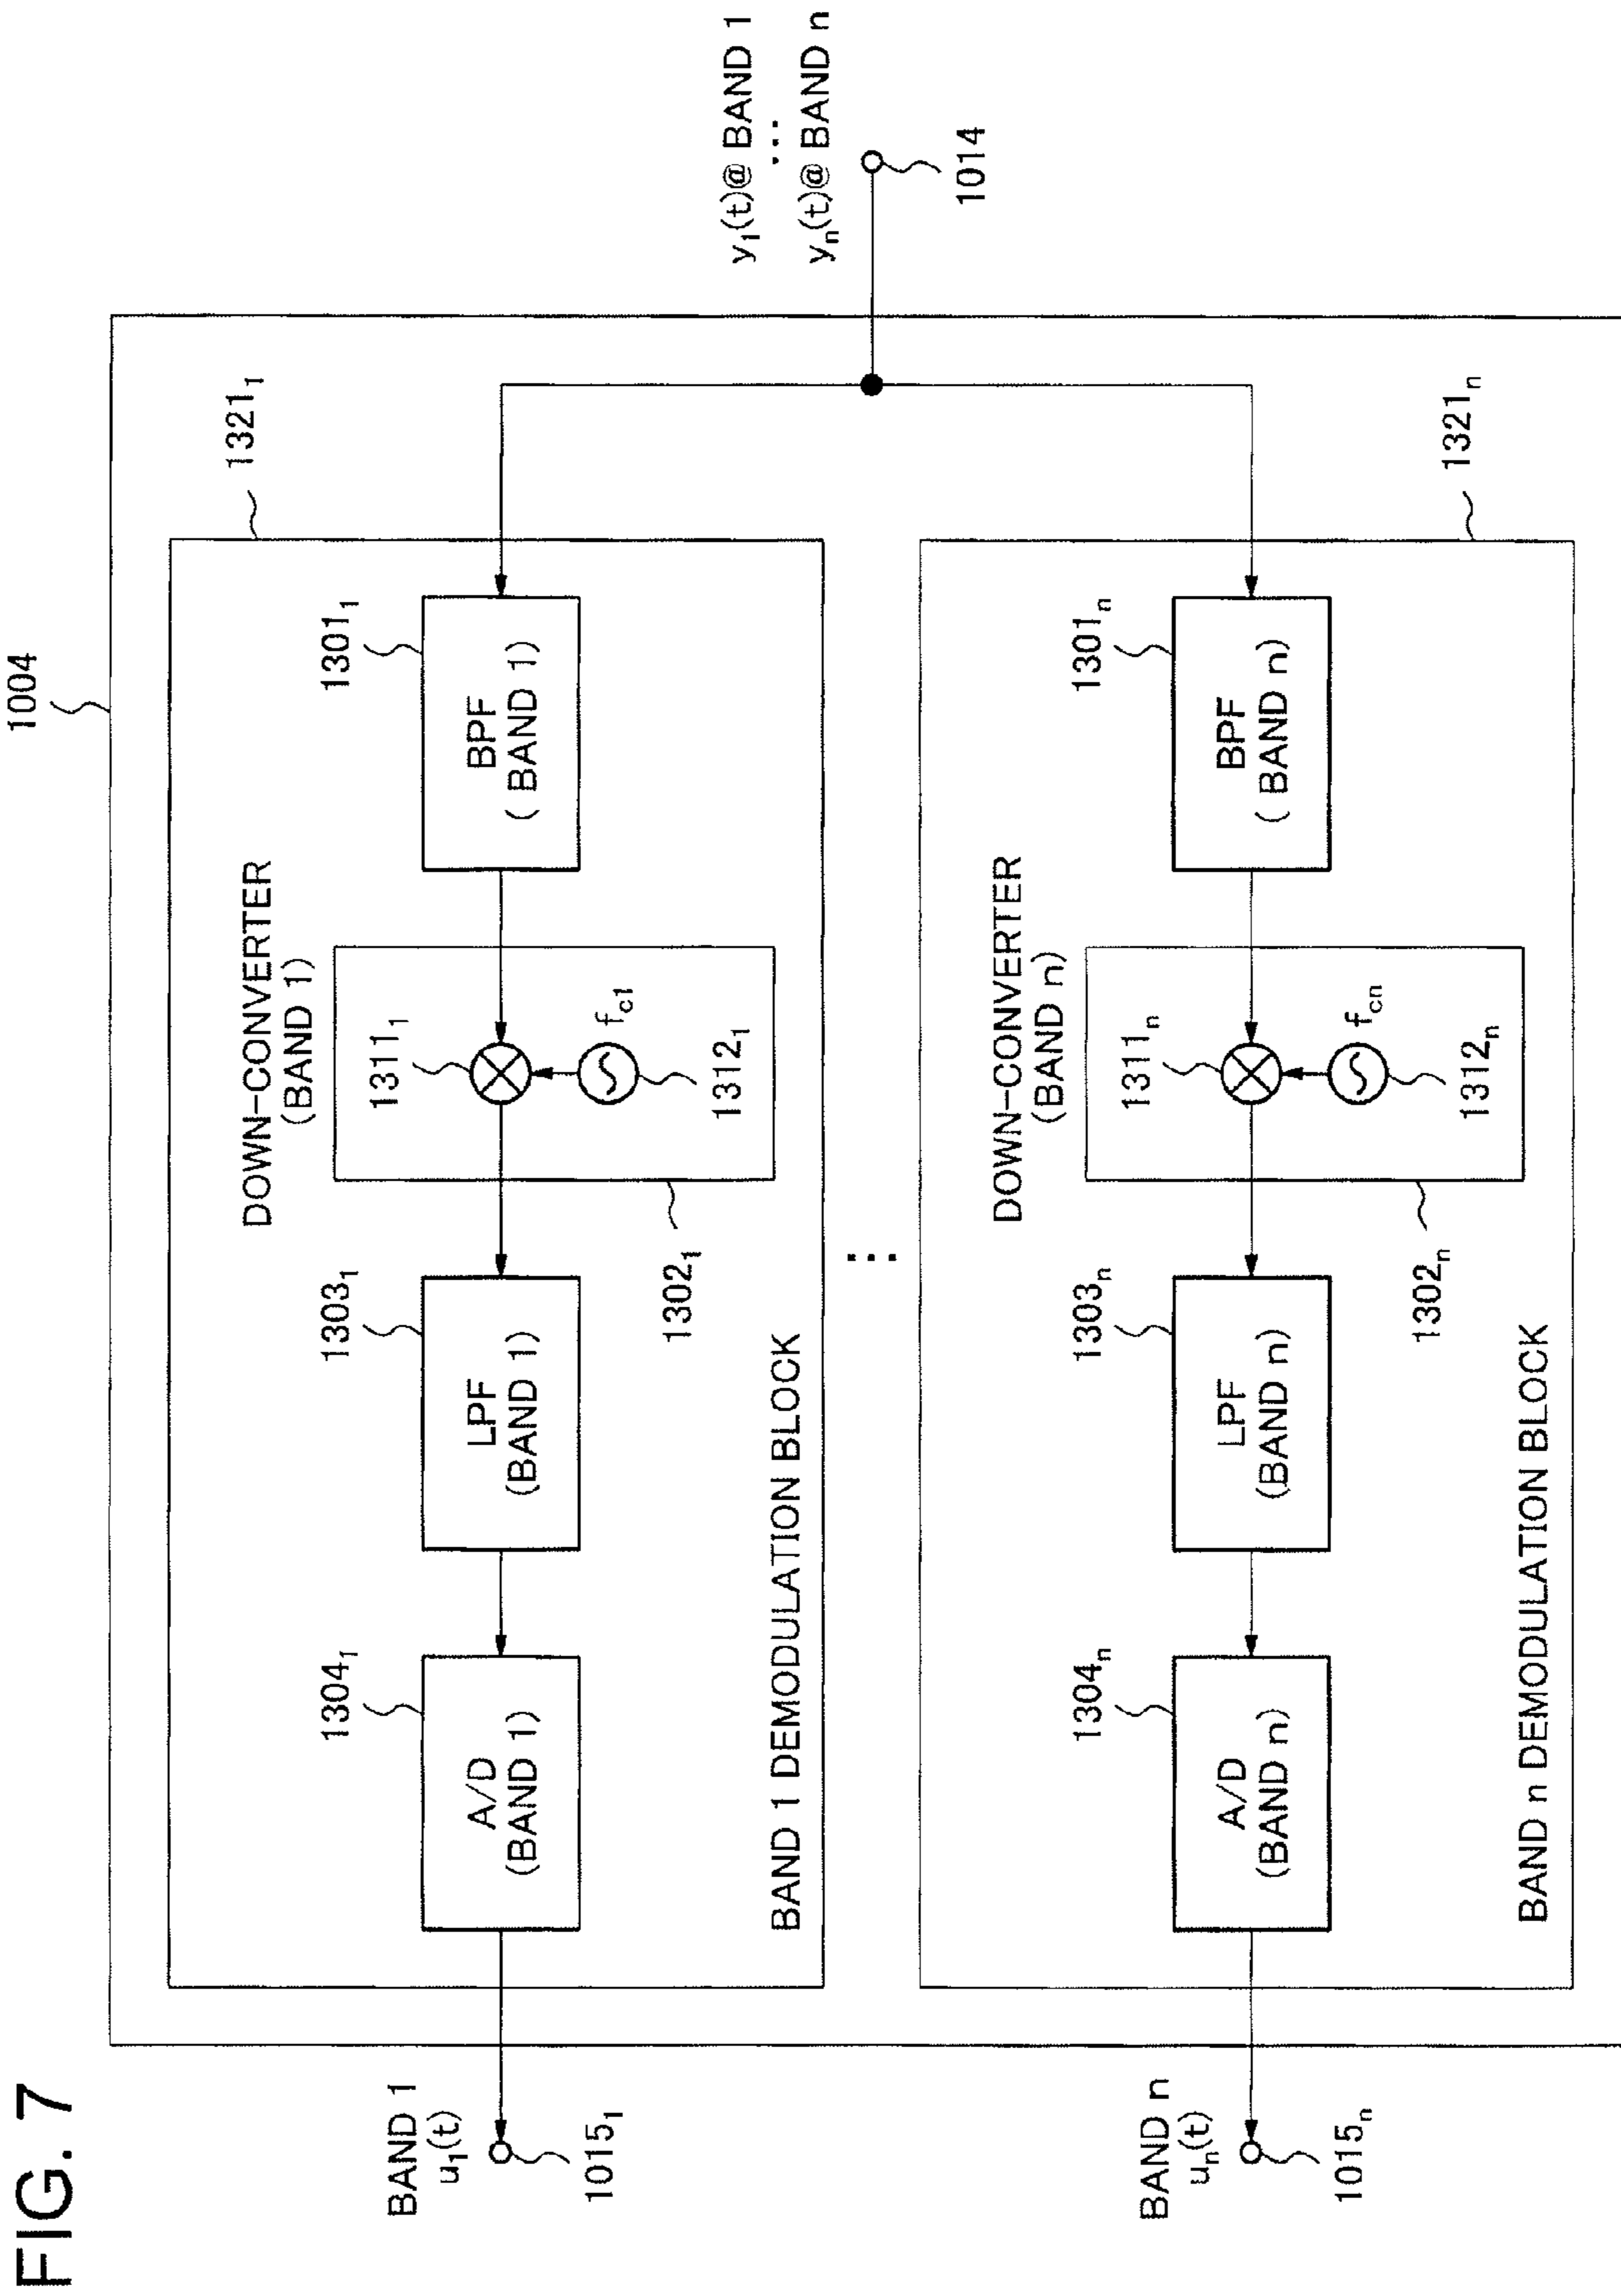 FIG. 7
1004
1321₁
DOWN-CONVERTER
(BAND 1)
1304₁
1303₁
1311₁
1301₁
BAND 1
u₁(t)
A/D
(BAND 1)
LPF
(BAND 1)
f_c1
BPF
( BAND 1)
1015₁
1302₁
1312₁
BAND 1 DEMODULATION BLOCK
y₁(t)@ BAND 1
...
yₙ(t)@ BAND n
1014
...
1321ₙ
DOWN-CONVERTER
(BAND n)
1304ₙ
1303ₙ
1311ₙ
1301ₙ
BAND n
uₙ(t)
A/D
(BAND n)
LPF
(BAND n)
f_cn
BPF
( BAND n)
1015ₙ
1302ₙ
1312ₙ
BAND n DEMODULATION BLOCK